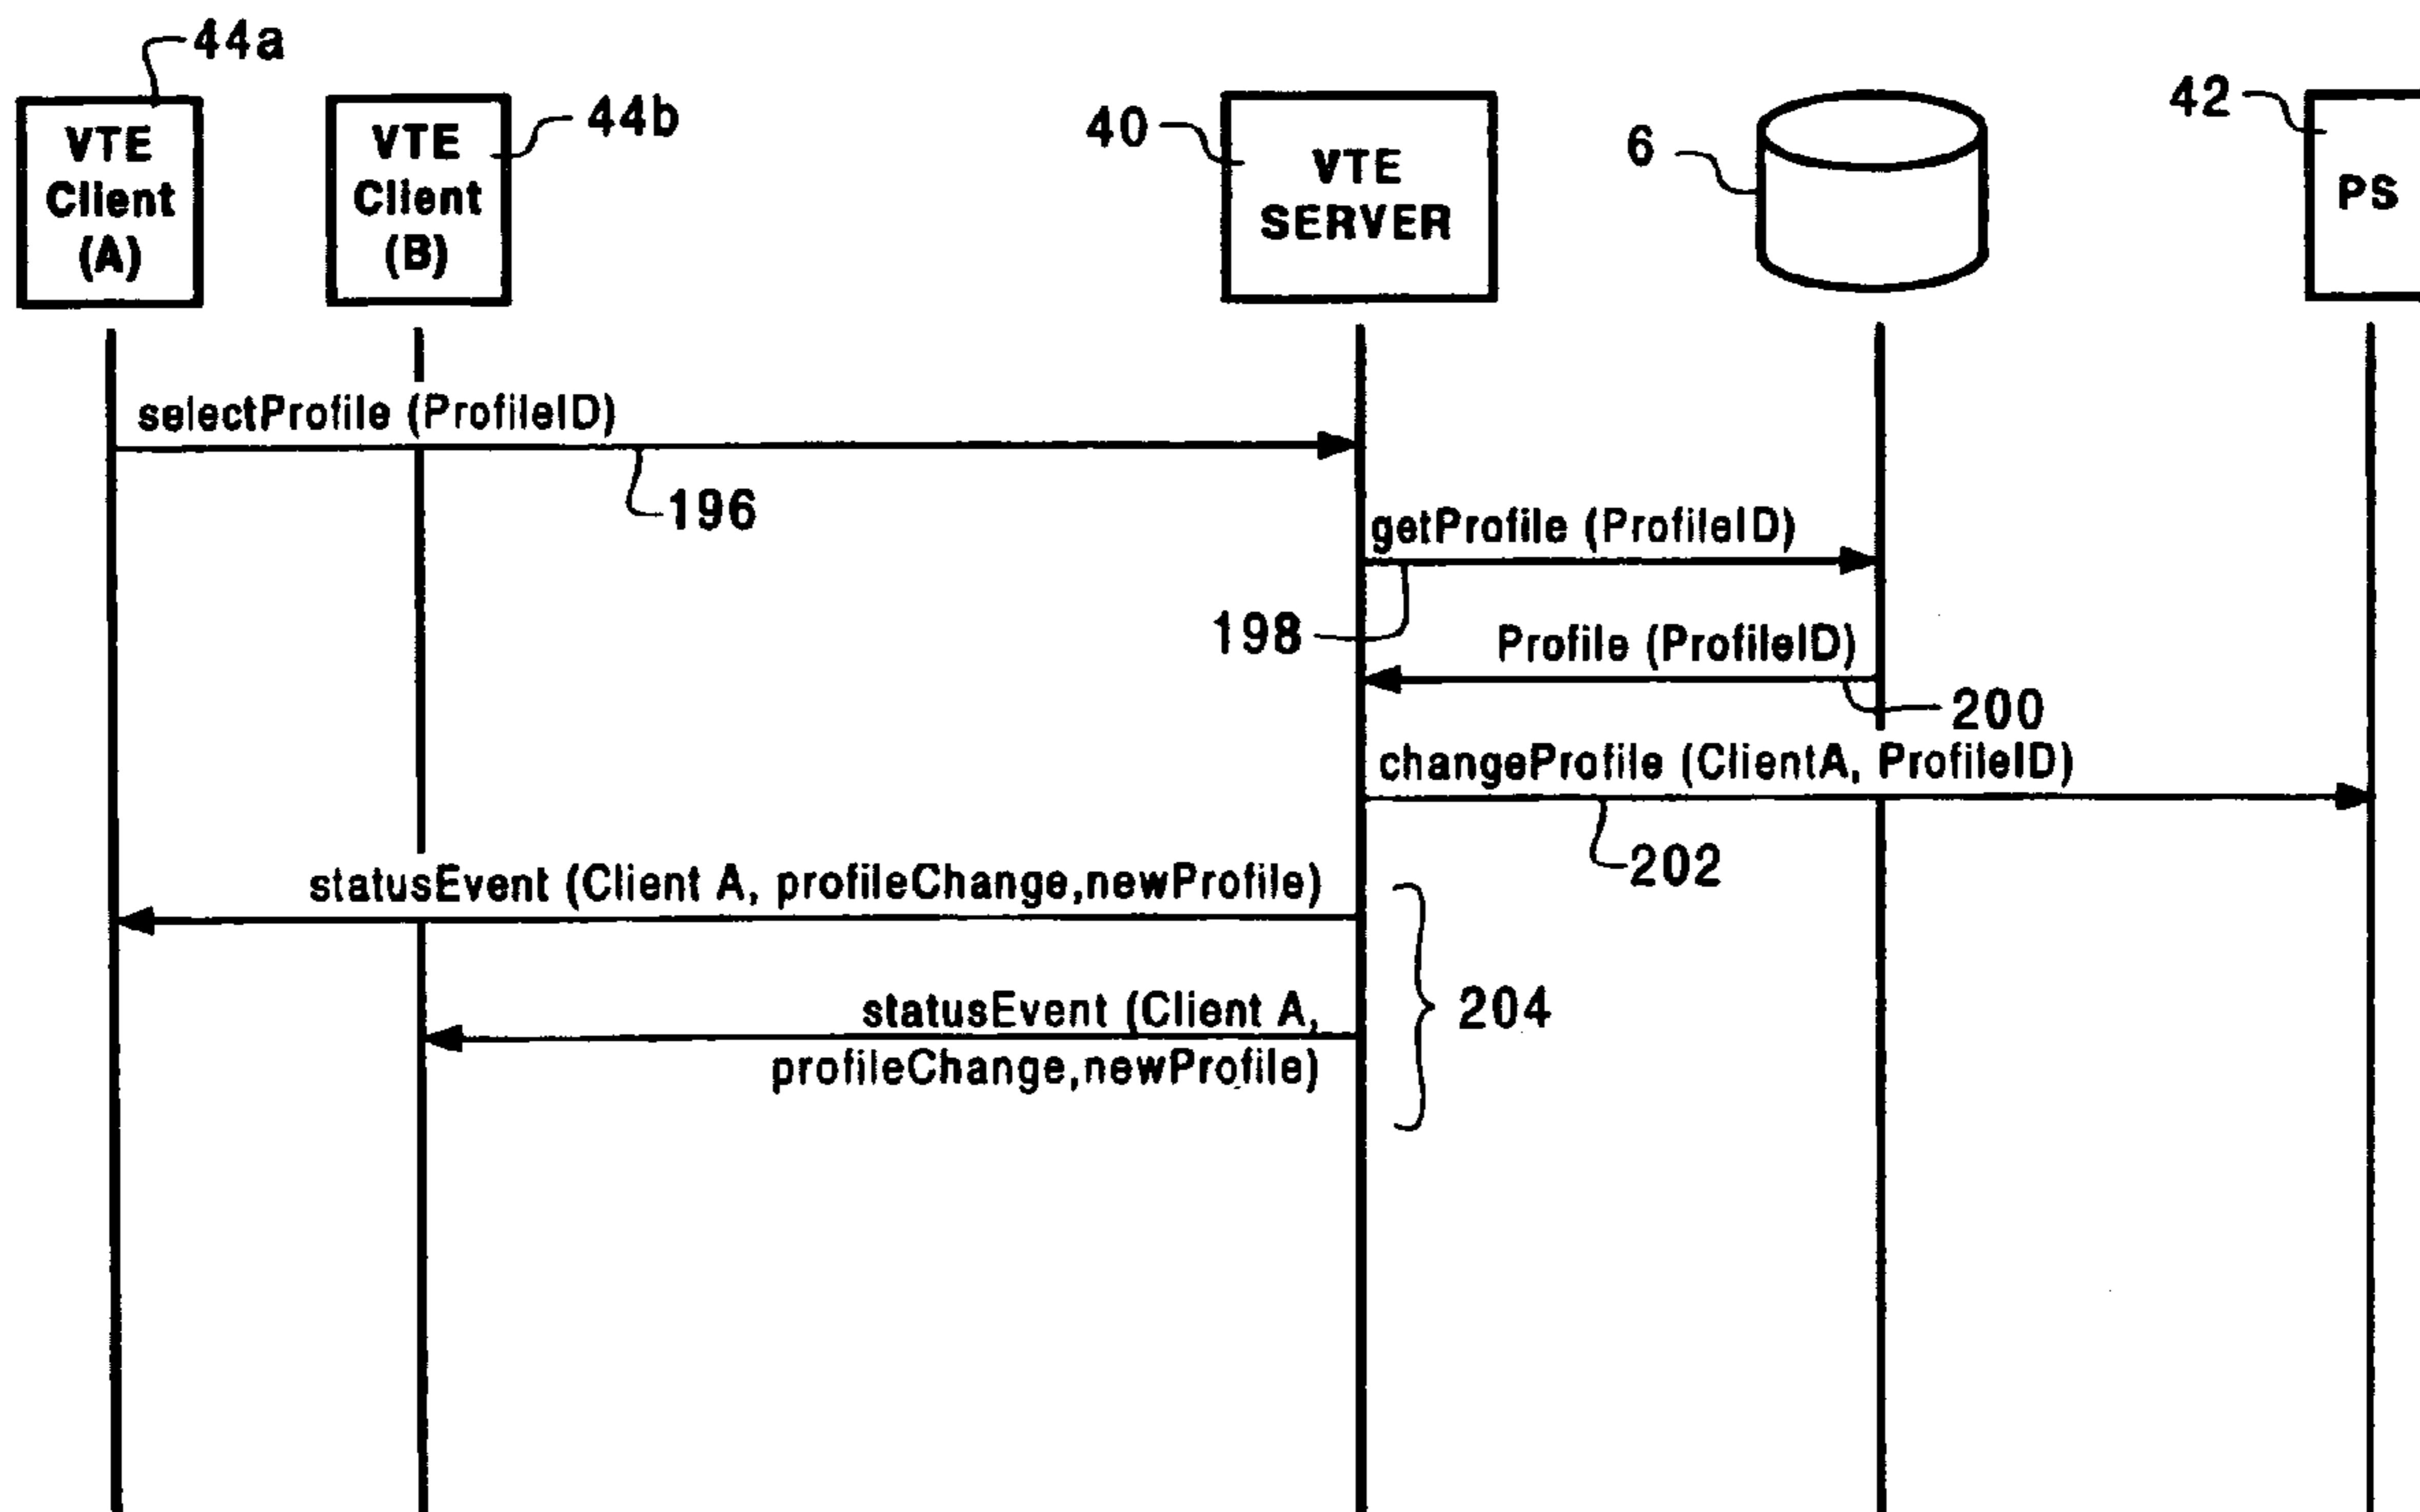 44a
VTE
Client
(A)
VTE
Client
(B)
44b
40
VTE
SERVER
6
42
PS
selectProfile (ProfileID)
196
getProfile (ProfileID)
198
Profile (ProfileID)
200
changeProfile (ClientA, ProfileID)
202
statusEvent (Client A, profileChange,newProfile)
204
statusEvent (Client A,
profileChange,newProfile)